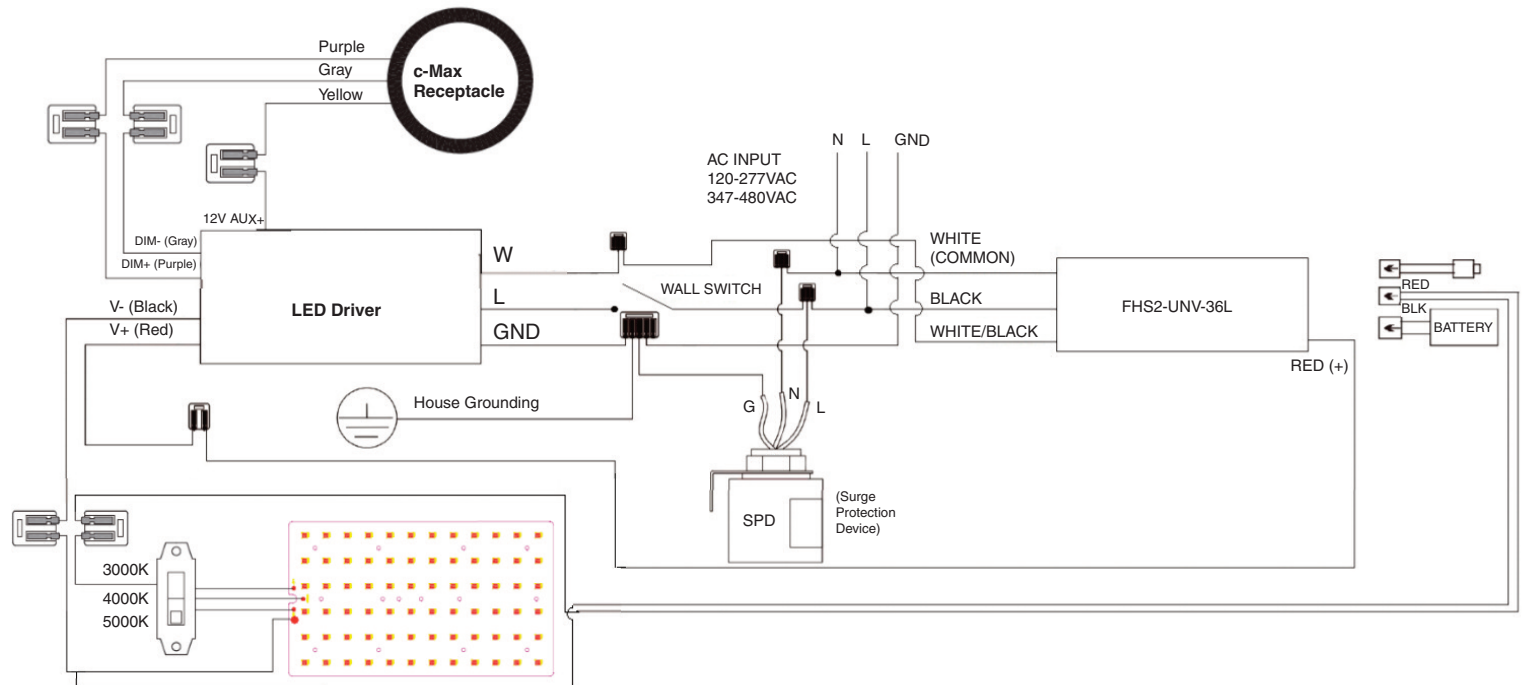 Purple
Gray
Yellow
c-Max
Receptacle
N L GND
AC INPUT
120-277VAC
347-480VAC
12V AUX+
DIM- (Gray)
DIM+ (Purple)
V- (Black)
V+ (Red)
LED Driver
W
L
GND
WALL SWITCH
WHITE
(COMMON)
BLACK
WHITE/BLACK
FHS2-UNV-36L
RED (+)
RED
BLK
BATTERY
House Grounding
G N L
SPD
(Surge
Protection
Device)
3000K
4000K
5000K